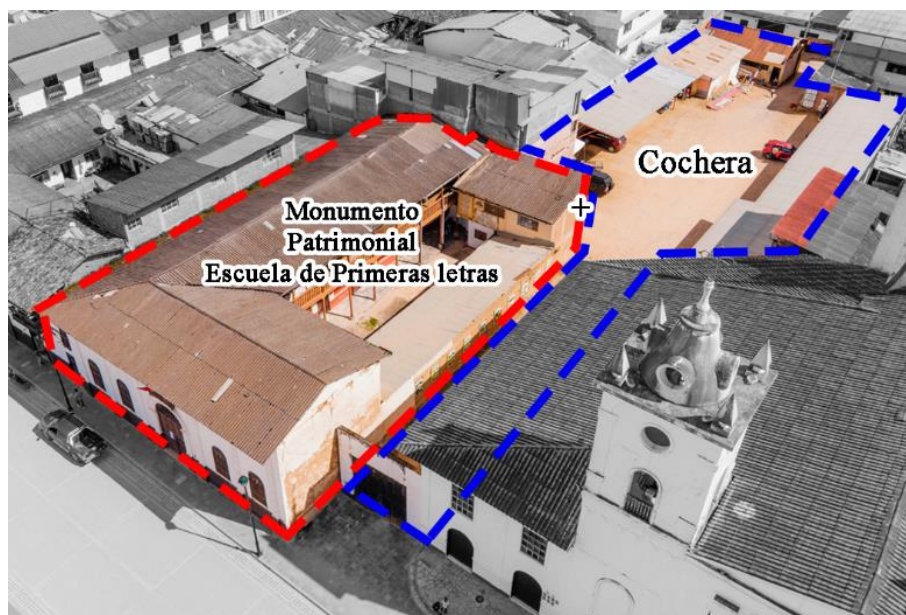 Monumento
Patrimonial
Escuela de Primeras letras
+
Cochera